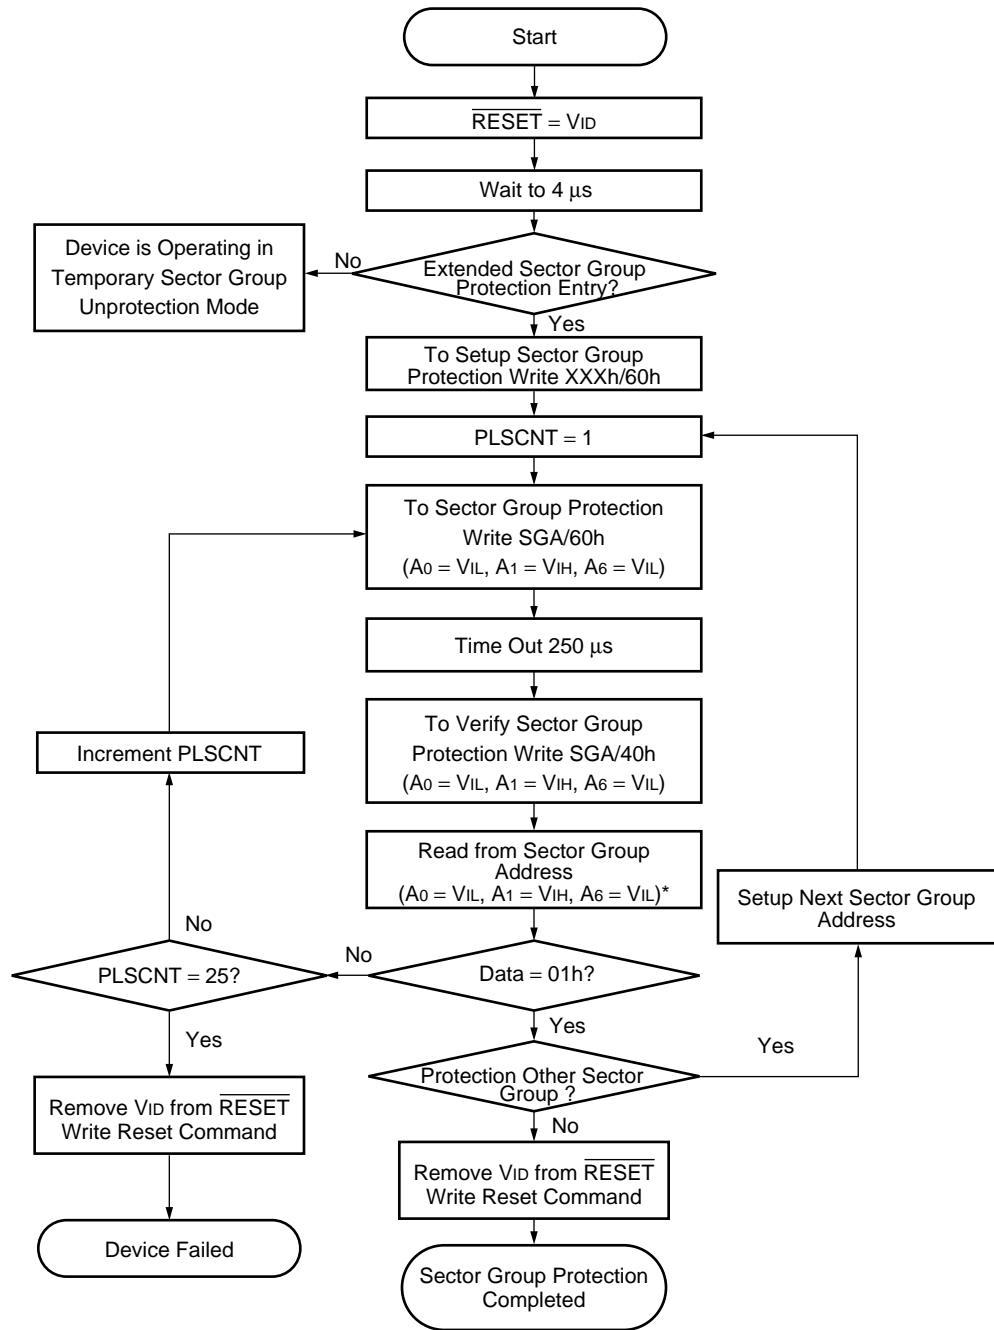 Start
RESET = VID
Wait to 4 μs
Device is Operating in
Temporary Sector Group
Unprotection Mode
No
Extended Sector Group
Protection Entry?
Yes
To Setup Sector Group
Protection Write XXXh/60h
PLSCNT = 1
To Sector Group Protection
Write SGA/60h
(A0 = VIL, A1 = VIH, A6 = VIL)
Time Out 250 μs
To Verify Sector Group
Protection Write SGA/40h
(A0 = VIL, A1 = VIH, A6 = VIL)
Increment PLSCNT
Read from Sector Group
Address
(A0 = VIL, A1 = VIH, A6 = VIL)*
Setup Next Sector Group
Address
No
PLSCNT = 25?
No
Data = 01h?
Yes
Yes
Yes
Protection Other Sector
Group ?
No
Remove VID from RESET
Write Reset Command
Remove VID from RESET
Write Reset Command
Device Failed
Sector Group Protection
Completed